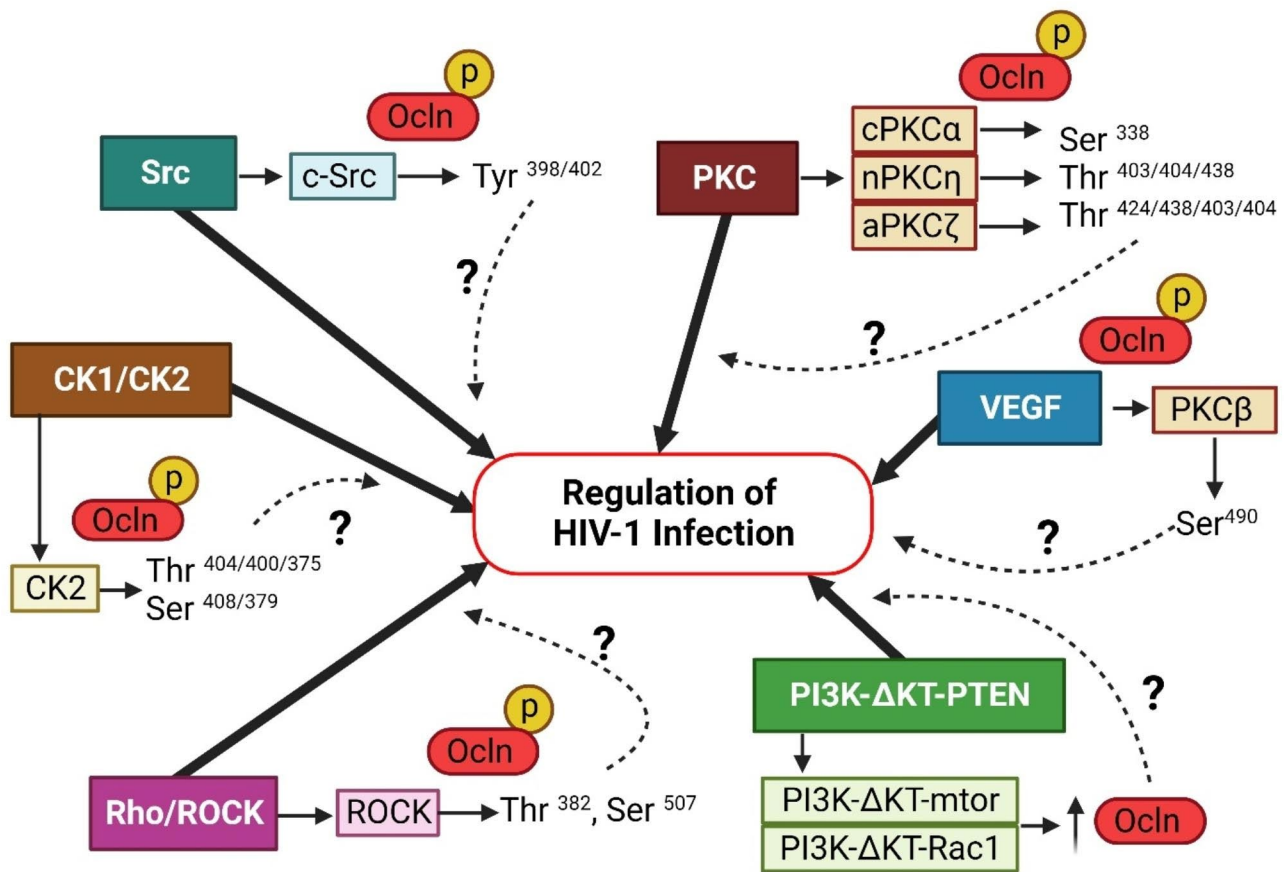 p
Ocln
Src
c-Src
Tyr 398/402
?
p
Ocln
PKC
cPKCα
nPKCη
aPKCζ
Ser 338
Thr 403/404/438
Thr 424/438/403/404
?
CK1/CK2
p
Ocln
CK2
Thr 404/400/375
Ser 408/379
?
p
Ocln
VEGF
PKCβ
Ser490
?
Regulation of
HIV-1 Infection
Rho/ROCK
p
Ocln
ROCK
Thr 382, Ser 507
?
PI3K-ΔKT-PTEN
PI3K-ΔKT-mtor
PI3K-ΔKT-Rac1
Ocln
?